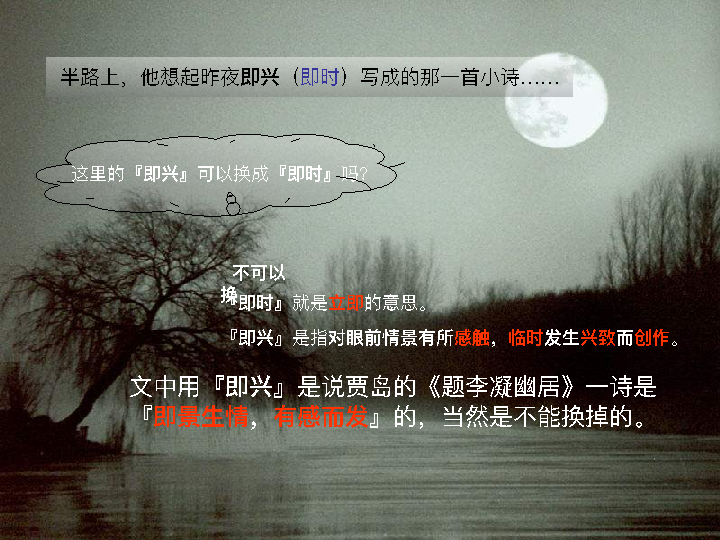 半路上，他想起昨夜即兴（即时）写成的那一首小诗……
这里的『即兴』可以换成『即时』吗？
不可以
换
『即时』就是立即的意思。
『即兴』是指对眼前情景有所感触，临时发生兴致而创作。
文中用『即兴』是说贾岛的《题李凝幽居》一诗是
『即景生情，有感而发』的，当然是不能换掉的。